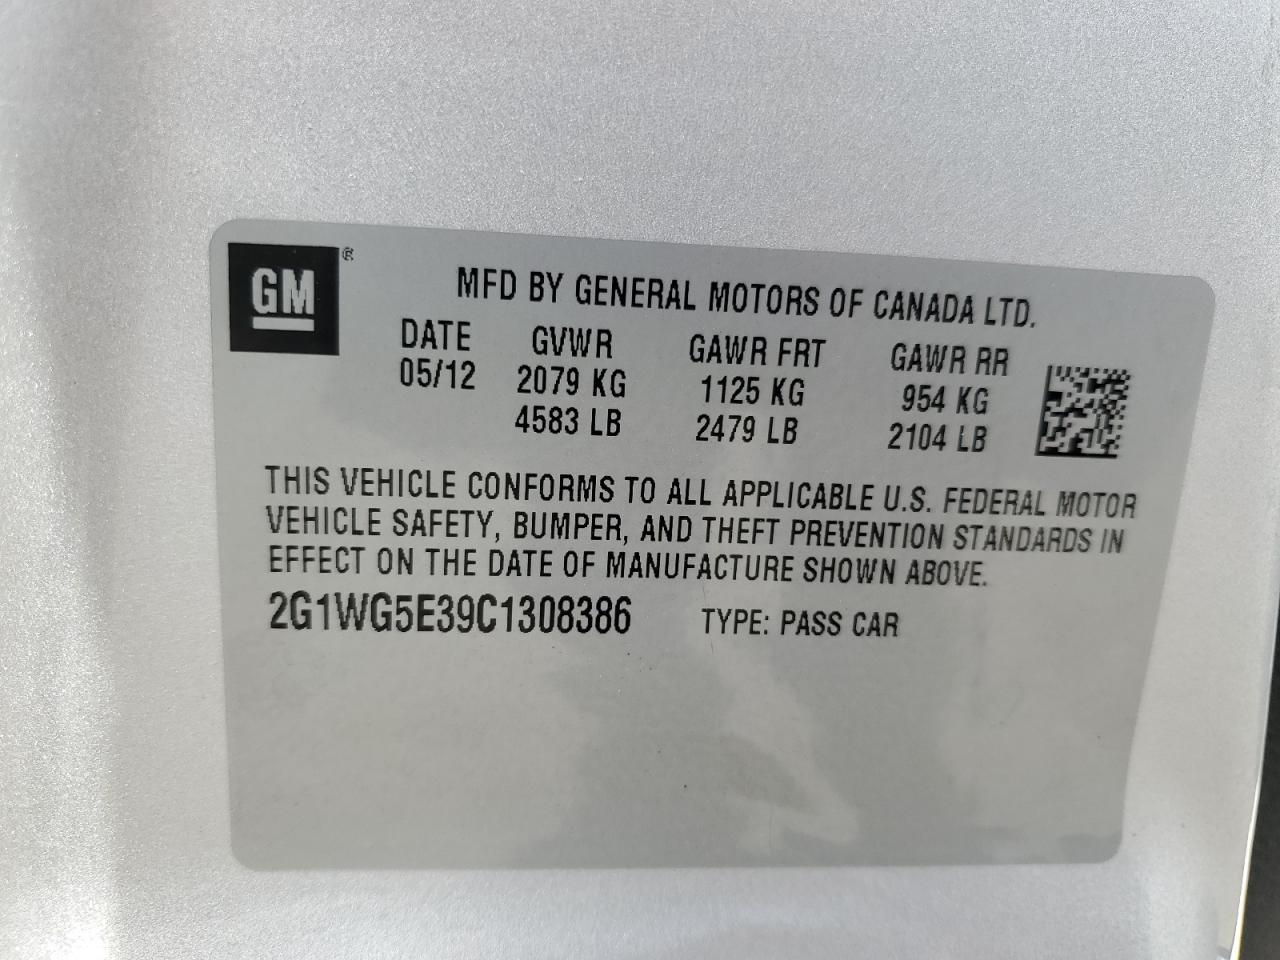 GM ®
MFD BY GENERAL MOTORS OF CANADA LTD.
DATE GVWR GAWR FRT GAWR RR
05/12 2079 KG 1125 KG 954 KG
4583 LB 2479 LB 2104 LB
THIS VEHICLE CONFORMS TO ALL APPLICABLE U.S. FEDERAL MOTOR
VEHICLE SAFETY, BUMPER, AND THEFT PREVENTION STANDARDS IN
EFFECT ON THE DATE OF MANUFACTURE SHOWN ABOVE.
2G1WG5E39C1308386 TYPE: PASS CAR